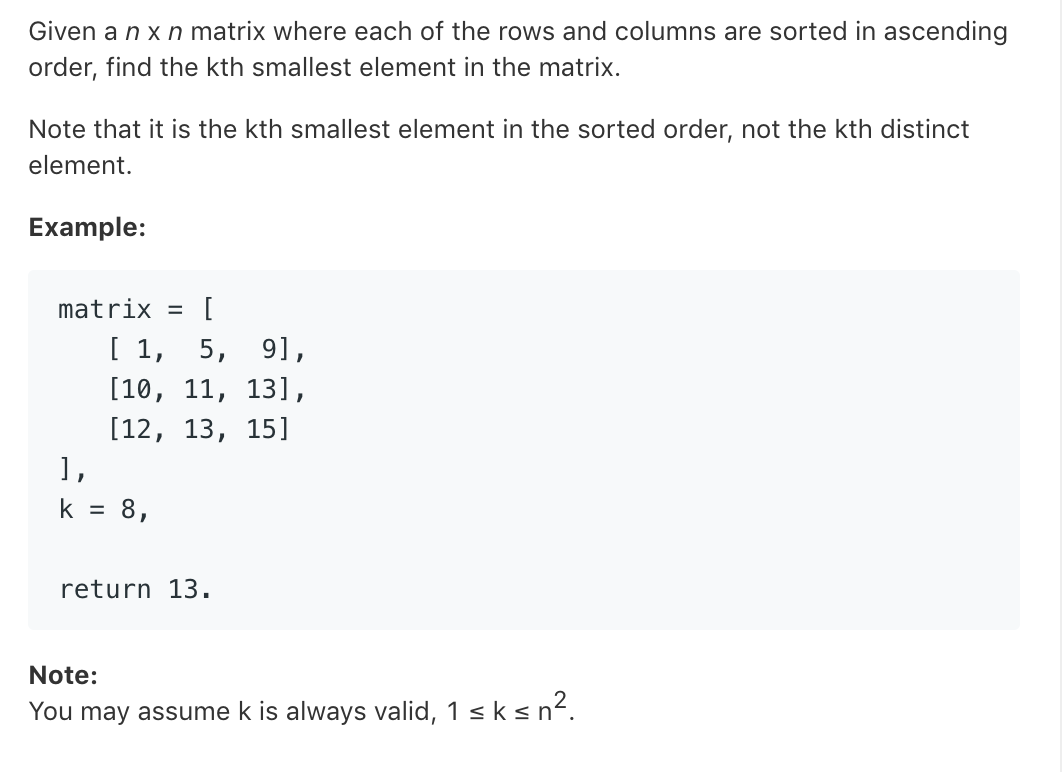 Given a n x n matrix where each of the rows and columns are sorted in ascending
order, find the kth smallest element in the matrix.
Note that it is the kth smallest element in the sorted order, not the kth distinct
element.
Example:
matrix = [
   [ 1,  5,  9],
   [10, 11, 13],
   [12, 13, 15]
],
k = 8,
return 13.
Note:
You may assume k is always valid, 1 ≤ k ≤ n².